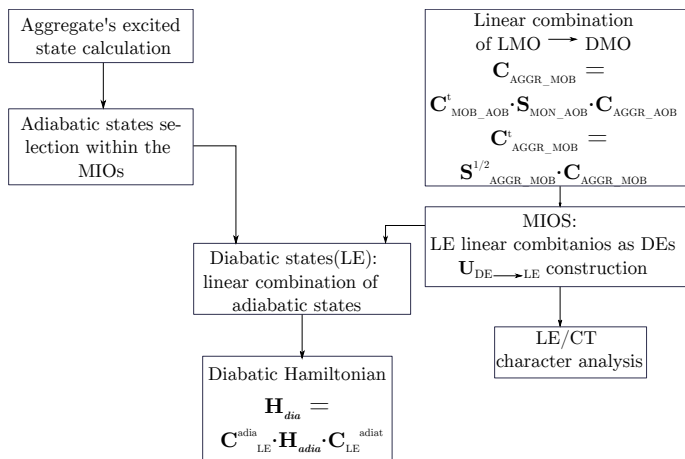 Aggregate's excited
state calculation
Adiabatic states se-
lection within the
MIOs
Linear combination
of LMO → DMO
C_AGGR_MOB =
C^t_MOB_AOB·S_MON_AOB·C_AGGR_AOB
C^t_AGGR_MOB =
S^1/2_AGGR_MOB·C_AGGR_MOB
MIOS:
LE linear combitanios as DEs
U_DE→LE construction
Diabatic states(LE):
linear combination of
adiabatic states
LE/CT
character analysis
Diabatic Hamiltonian
H_dia =
C^adia_LE·H_adia·C_LE^adiat